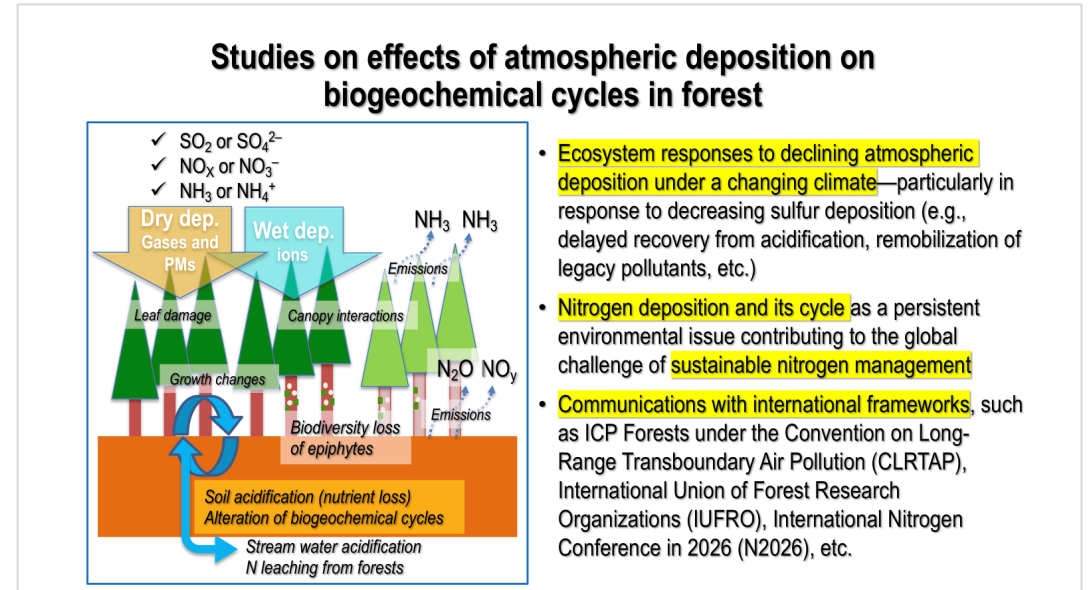 Studies on effects of atmospheric deposition on
biogeochemical cycles in forest
✓ SO₂ or SO₄²⁻
✓ NOX or NO₃⁻
✓ NH₃ or NH₄⁺
Dry dep.
Gases and
PMs
Wet dep.
ions
NH₃ NH₃
Emissions
Leaf damage
Canopy interactions
Growth changes
N₂O NOy
Emissions
Biodiversity loss
of epiphytes
Soil acidification (nutrient loss)
Alteration of biogeochemical cycles
Stream water acidification
N leaching from forests
• Ecosystem responses to declining atmospheric
deposition under a changing climate—particularly in
response to decreasing sulfur deposition (e.g.,
delayed recovery from acidification, remobilization of
legacy pollutants, etc.)
• Nitrogen deposition and its cycle as a persistent
environmental issue contributing to the global
challenge of sustainable nitrogen management
• Communications with international frameworks, such
as ICP Forests under the Convention on Long-
Range Transboundary Air Pollution (CLRTAP),
International Union of Forest Research
Organizations (IUFRO), International Nitrogen
Conference in 2026 (N2026), etc.